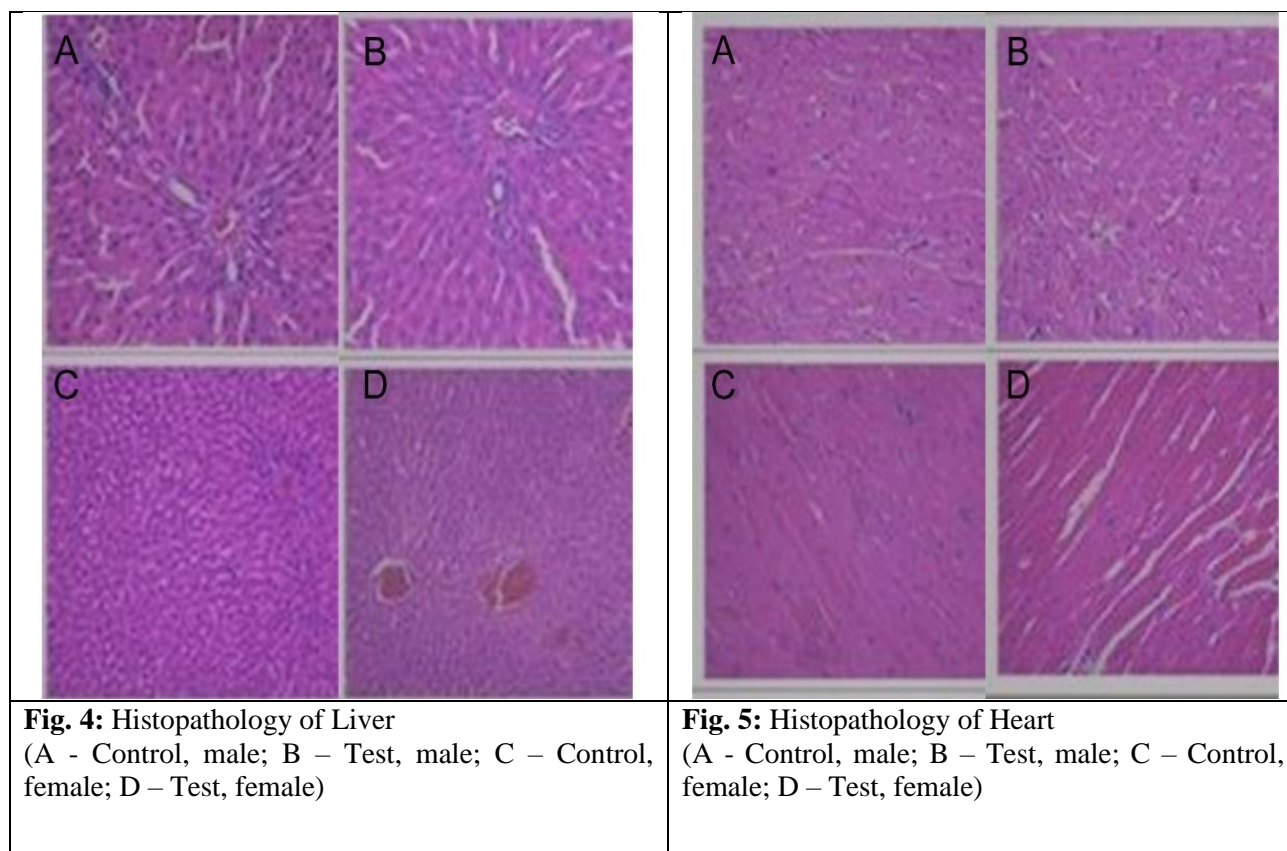 A
B
C
D
Fig. 4: Histopathology of Liver
(A - Control, male; B – Test, male; C – Control,
female; D – Test, female)
A
B
C
D
Fig. 5: Histopathology of Heart
(A - Control, male; B – Test, male; C – Control,
female; D – Test, female)